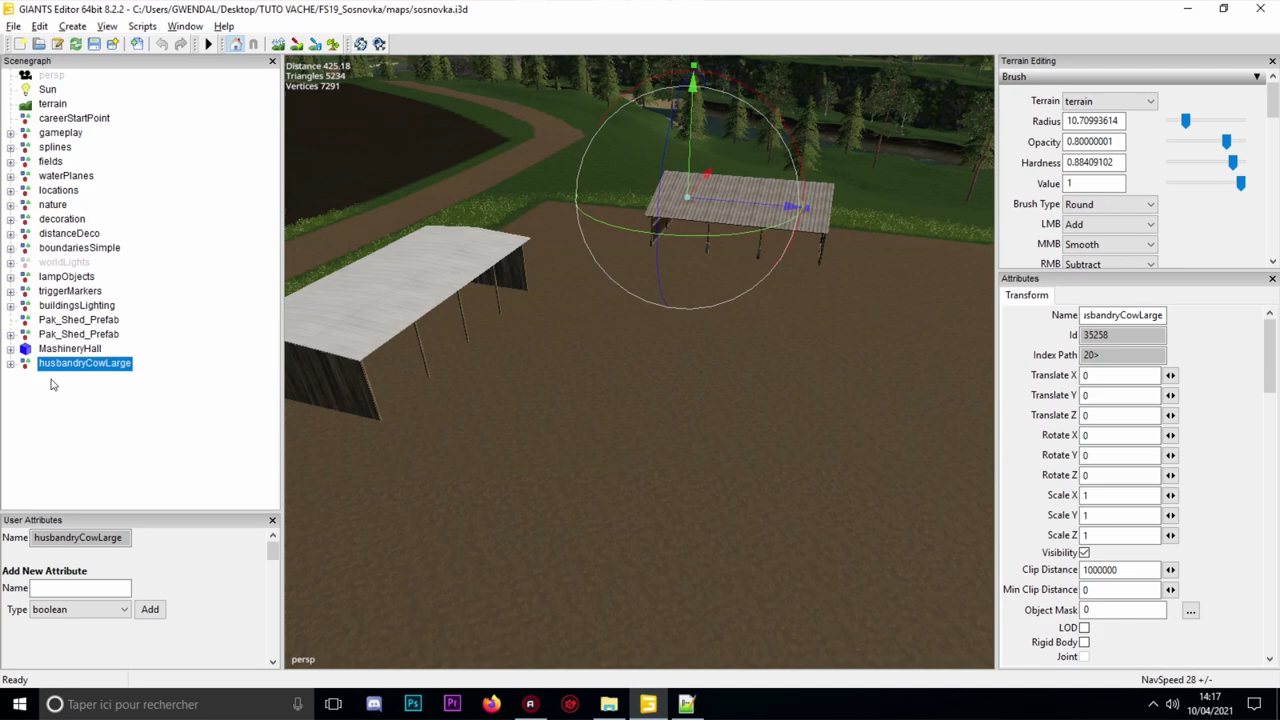 GIANTS Editor 64bit 8.2.2 - C:/Users/GWENDAL/Desktop/TUTO VACHE/FS19_Sosnovka/maps/sosnovka.i3d
File Edit Create View Scripts Window Help
Scenegraph
persp
Sun
terrain
careerStartPoint
gameplay
splines
fields
waterPlanes
locations
nature
decoration
distanceDeco
boundariesSimple
worldLights
lampObjects
triggerMarkers
buildingsLighting
Pak_Shed_Prefab
Pak_Shed_Prefab
MashineryHall
husbandryCowLarge
User Attributes
Name husbandryCowLarge
Add New Attribute
Name
Type boolean Add
Distance 425.18
Triangles 5234
Vertices 7291
persp
Terrain Editing
Brush
Terrain terrain
Radius 10.70993614
Opacity 0.80000001
Hardness 0.88409102
Value 1
Brush Type Round
LMB Add
MMB Smooth
RMB Subtract
Attributes
Transform
Name ısbandryCowLarge
Id 35258
Index Path 20>
Translate X 0
Translate Y 0
Translate Z 0
Rotate X 0
Rotate Y 0
Rotate Z 0
Scale X 1
Scale Y 1
Scale Z 1
Visibility
Clip Distance 1000000
Min Clip Distance 0
Object Mask 0 ...
LOD
Rigid Body
Joint
Ready
NavSpeed 28 +/-
Taper ici pour rechercher
Ps
Pr
14:17
10/04/2021